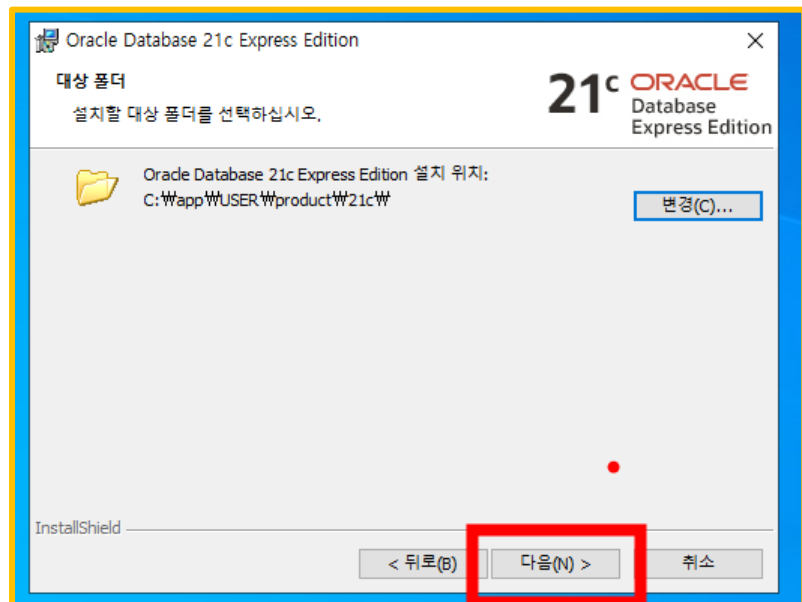 Oracle Database 21c Express Edition
대상 폴더
설치할 대상 폴더를 선택하십시오.
21c ORACLE
Database
Express Edition
Oracle Database 21c Express Edition 설치 위치:
C:₩app₩USER₩product₩21c₩
변경(C)...
InstallShield
< 뒤로(B)
다음(N) >
취소